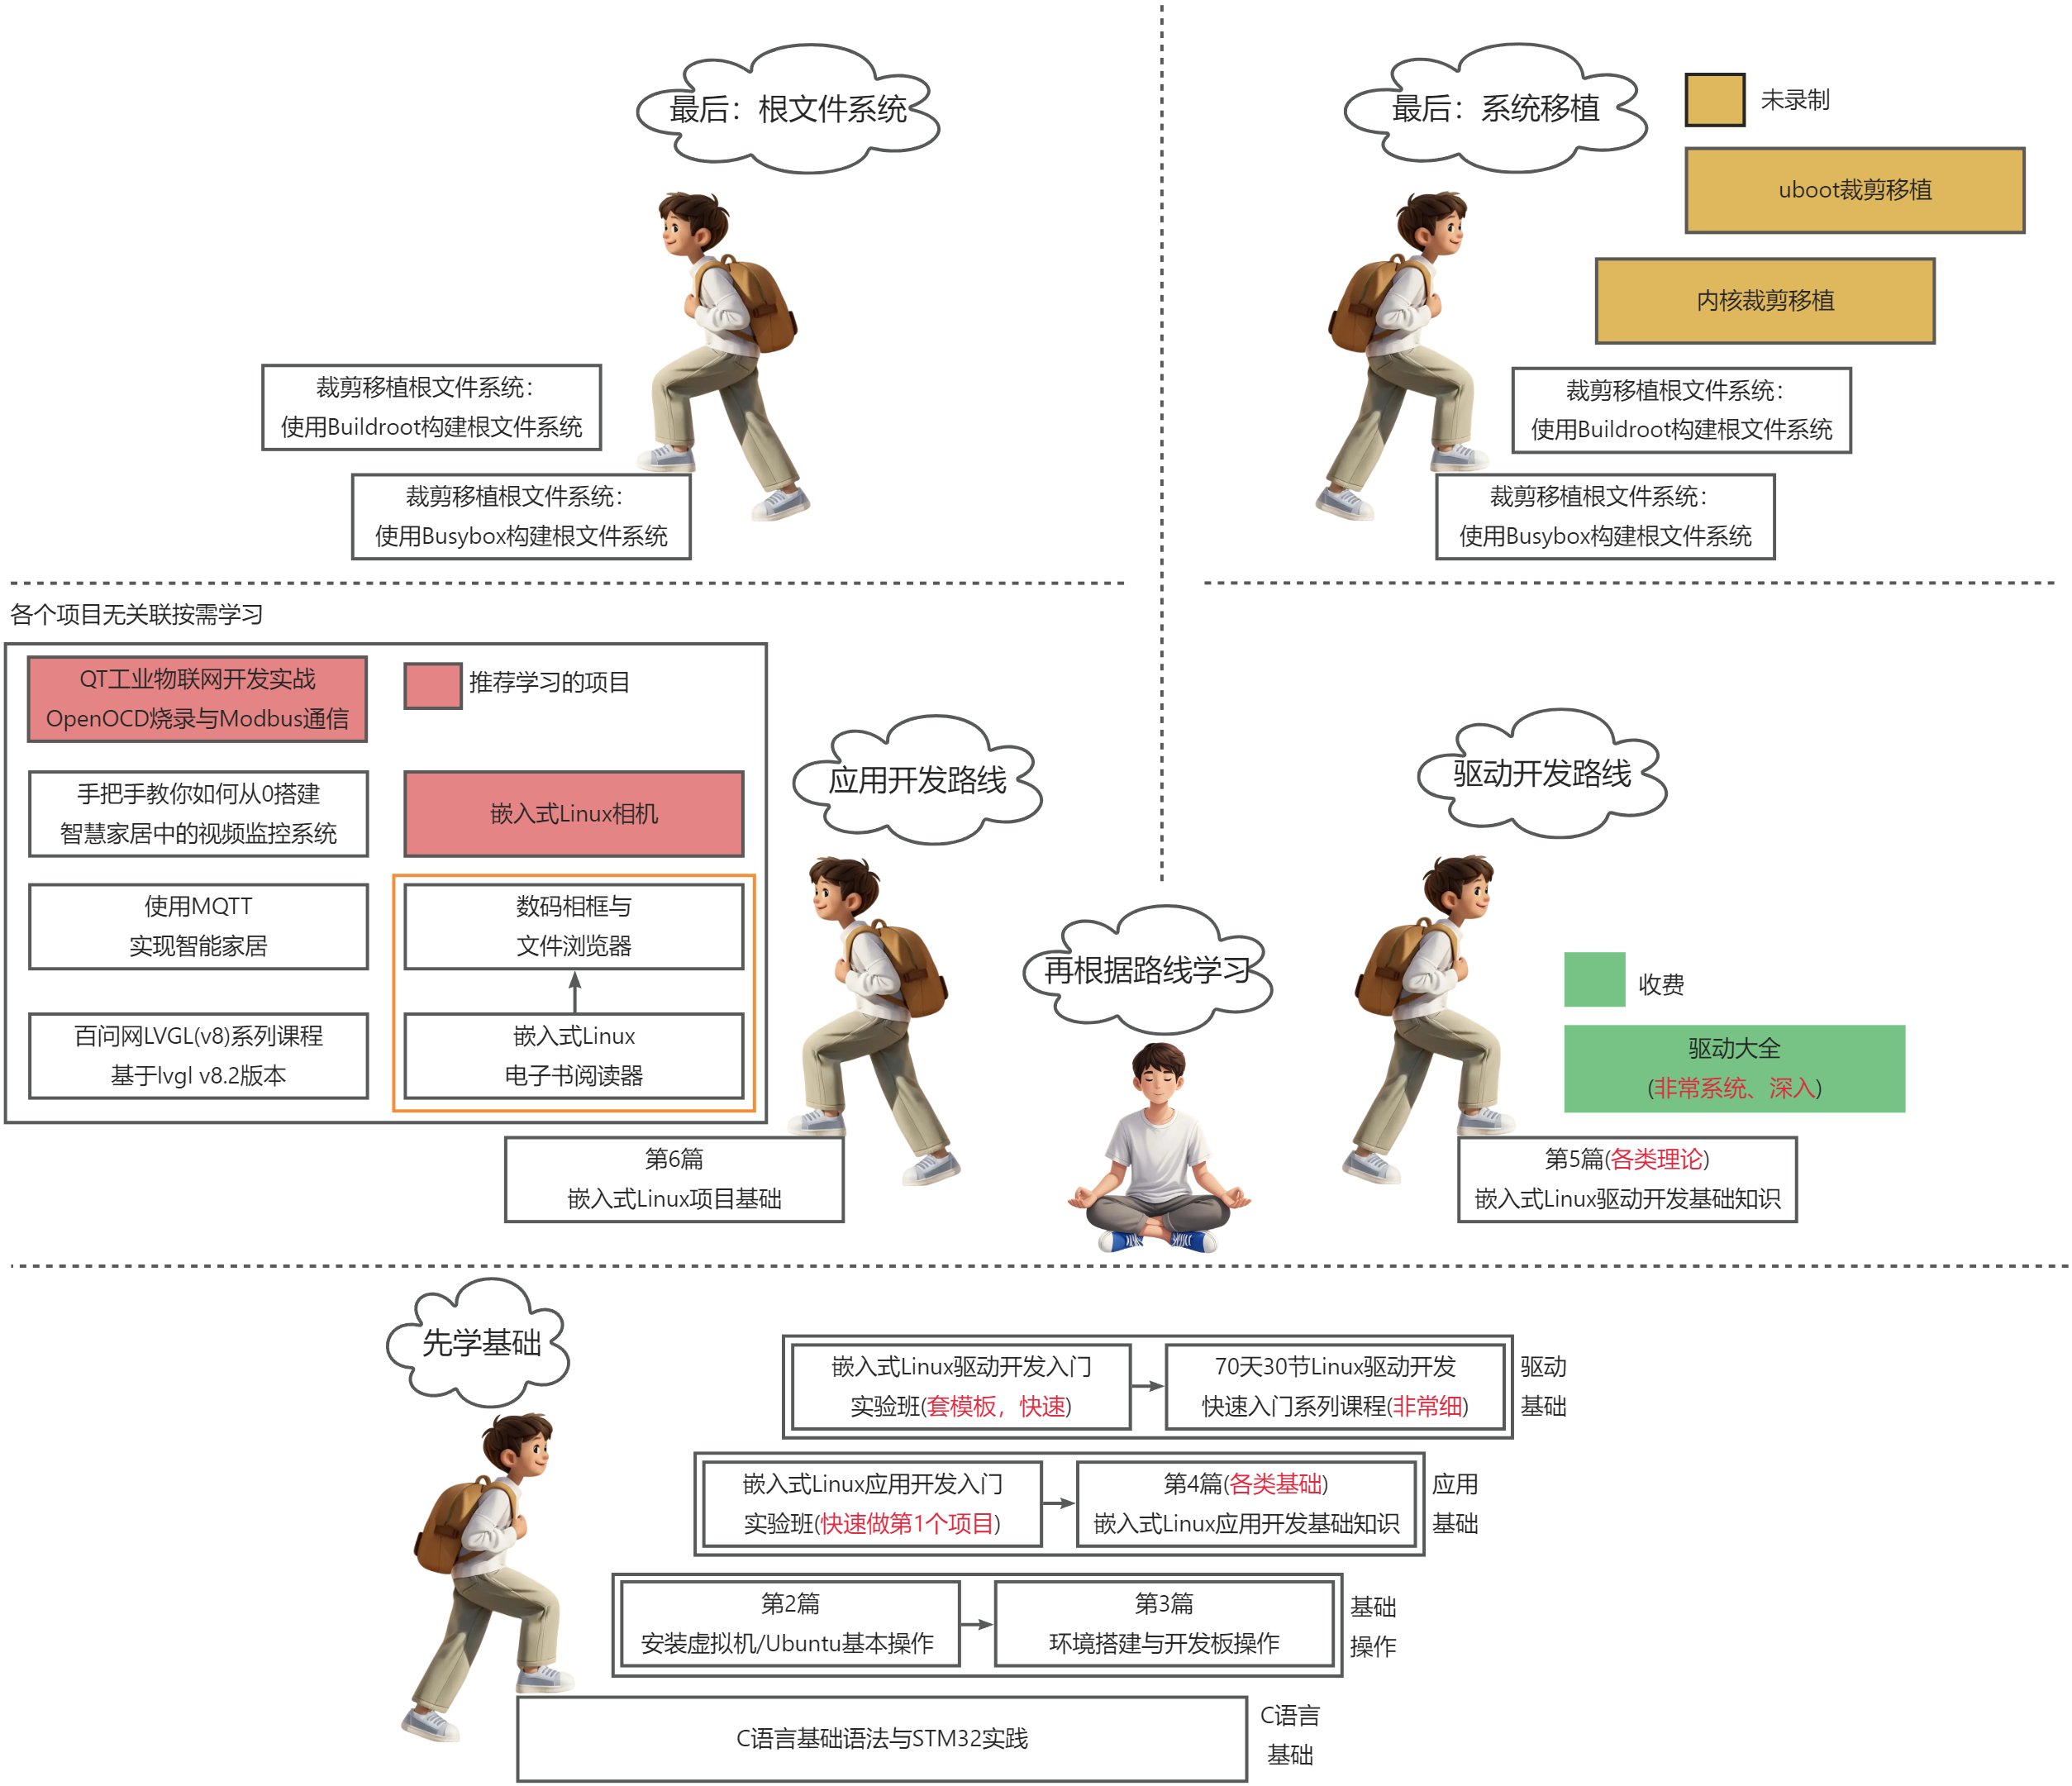 最后：根文件系统
裁剪移植根文件系统：
使用Buildroot构建根文件系统
裁剪移植根文件系统：
使用Busybox构建根文件系统
最后：系统移植
未录制
uboot裁剪移植
内核裁剪移植
裁剪移植根文件系统：
使用Buildroot构建根文件系统
裁剪移植根文件系统：
使用Busybox构建根文件系统
各个项目无关联按需学习
QT工业物联网开发实战
OpenOCD烧录与Modbus通信
推荐学习的项目
手把手教你如何从0搭建
智慧家居中的视频监控系统
嵌入式Linux相机
使用MQTT
实现智能家居
数码相框与
文件浏览器
百问网LVGL(v8)系列课程
基于lvgl v8.2版本
嵌入式Linux
电子书阅读器
应用开发路线
第6篇
嵌入式Linux项目基础
再根据路线学习
驱动开发路线
收费
驱动大全
(非常系统、深入)
第5篇(各类理论)
嵌入式Linux驱动开发基础知识
先学基础
嵌入式Linux驱动开发入门
实验班(套模板，快速)
70天30节Linux驱动开发
快速入门系列课程(非常细)
驱动
基础
嵌入式Linux应用开发入门
实验班(快速做第1个项目)
第4篇(各类基础)
嵌入式Linux应用开发基础知识
应用
基础
第2篇
安装虚拟机/Ubuntu基本操作
第3篇
环境搭建与开发板操作
基础
操作
C语言基础语法与STM32实践
C语言
基础